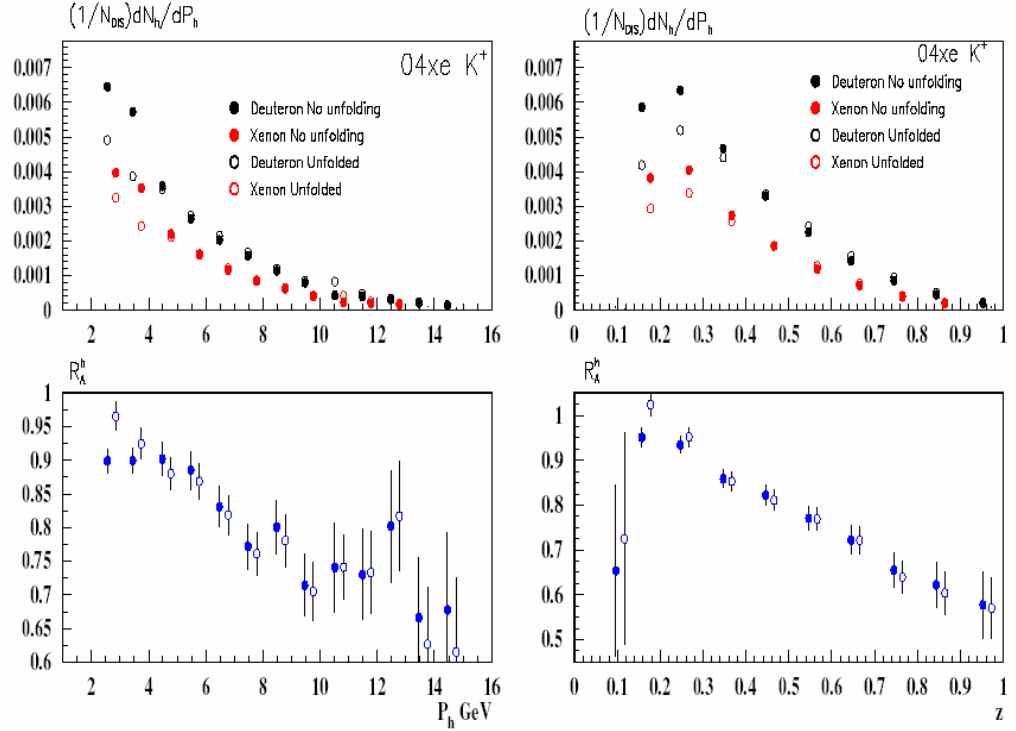 (1/N_DIS)dN_h/dP_h
04xe K⁺
0.007
0.006
0.005
0.004
0.003
0.002
0.001
0
Deuteron No unfolding
Xenon No unfolding
Deuteron Unfolded
Xenon Unfolded
2 4 6 8 10 12 14 16
(1/N_DIS)dN_h/dP_h
04xe K⁺
0.007
0.006
0.005
0.004
0.003
0.002
0.001
0
Deuteron No unfolding
Xenon No unfolding
Deuteron Unfolded
Xenon Unfolded
0 0.1 0.2 0.3 0.4 0.5 0.6 0.7 0.8 0.9 1
R_A^h
1
0.95
0.9
0.85
0.8
0.75
0.7
0.65
0.6
2 4 6 8 10 12 14 16
P_h GeV
R_A^h
1
0.9
0.8
0.7
0.6
0.5
0 0.1 0.2 0.3 0.4 0.5 0.6 0.7 0.8 0.9 1
z